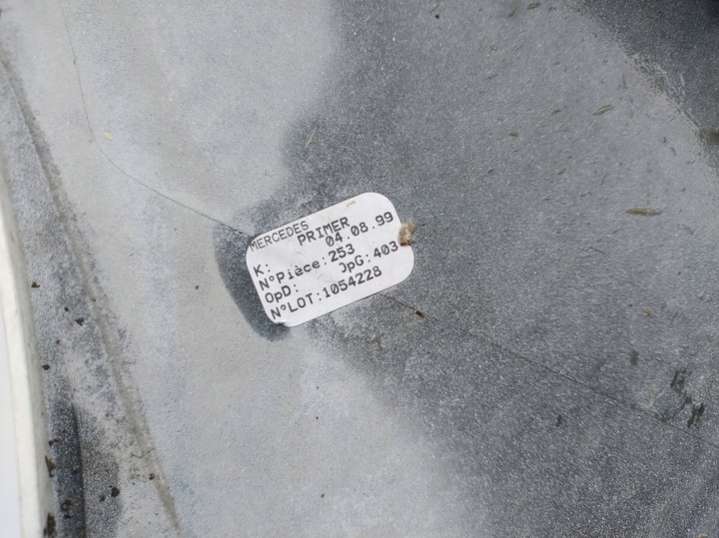 MERCEDES
PRIMER
K: 04.08.99
N°Pièce:253
OpD: OpG:403
N°LOT:1054228